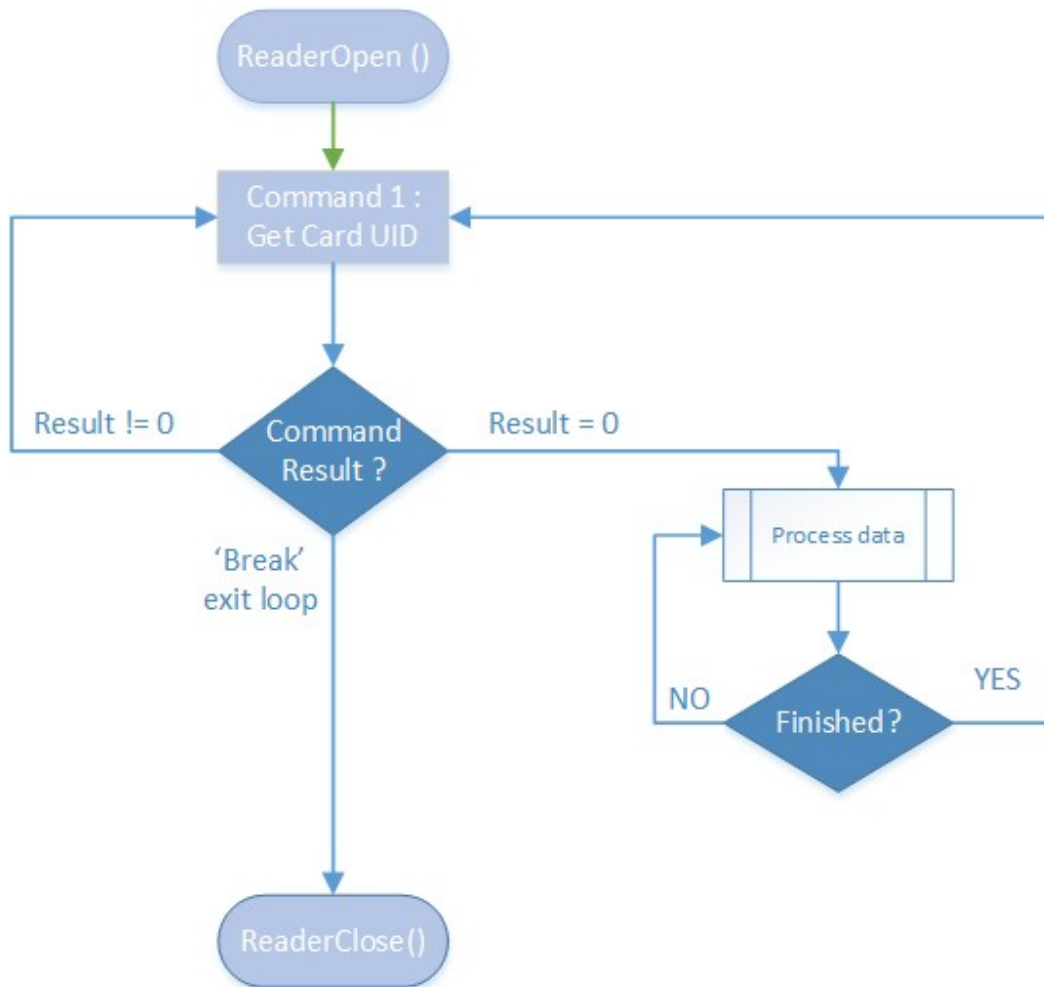 ReaderOpen ()
Command 1 :
Get Card UID
Result != 0
Command
Result ?
Result = 0
Process data
‘Break’
exit loop
NO
Finished ?
YES
ReaderClose()